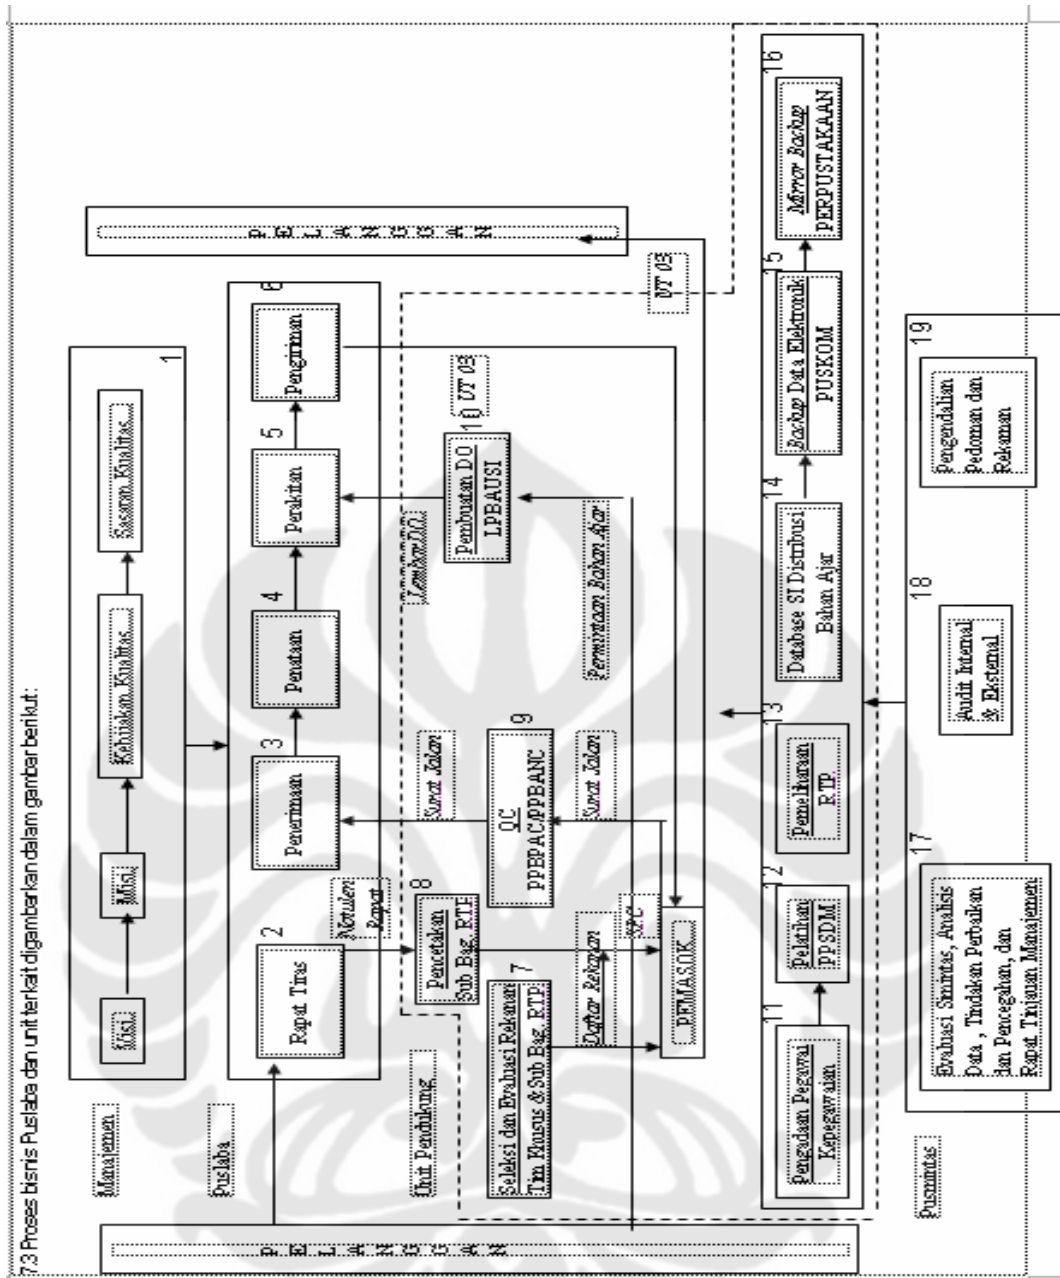 7.3 Proses bisnis Puslaba dan unit terkait digambarkan dalam gambar berikut :
Manajemen
Visi
Misi
Kebijakan Kualitas
Sasaran Kualitas
1
Puslaba
Rapat Tiras
2
Penerimaan
3
Penataan
4
Perakitan
5
Pengiriman
6
PELANGGAN
PELANGGAN
Notulen
Rapat
Surat Jalan
Lembar DO
Unit Pendukung
Seleksi dan Evaluasi Rekanan
Tim Khusus & Sub Bag. RTP
7
Pencetakan
Sub Bag. RTP
8
QC
PPBPAC/PPBANC
9
Pembuatan DO
LPBAUSI
10
UT 03
UT 03
Daftar Rekanan
SPC
Surat Jalan
Permintaan Bahan Ajar
PEMASOK
Pengadaan Pegawai
Kepegawaian
11
Pelatihan
PPSDM
12
Pemeliharaan
RTP
13
Database SI Distribusi
Bahan Ajar
14
Backup Data Elektronik
PUSKOM
15
Mirror Backup
PERPUSTAKAAN
16
Pusmintas
Evaluasi Simintas, Analisis
Data , Tindakan Perbaikan
dan Pencegahan, dan
Rapat Tinjauan Manajemen
17
Audit Internal
& Eksternal
18
Pengendalian
Pedoman dan
Rekaman
19